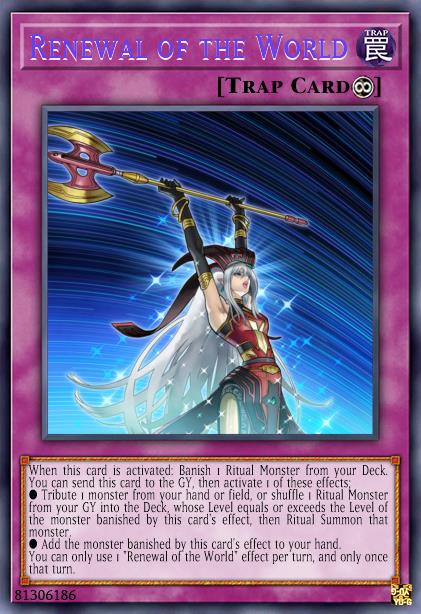 RENEWAL OF THE WORLD
TRAP
罠
[TRAP CARD♾]
When this card is activated: Banish 1 Ritual Monster from your Deck.
You can send this card to the GY, then activate 1 of these effects;
● Tribute 1 monster from your hand or field, or shuffle 1 Ritual Monster
from your GY into the Deck, whose Level equals or exceeds the Level of
the monster banished by this card's effect, then Ritual Summon that
monster.
● Add the monster banished by this card's effect to your hand.
You can only use 1 "Renewal of the World" effect per turn, and only once
that turn.
81306186